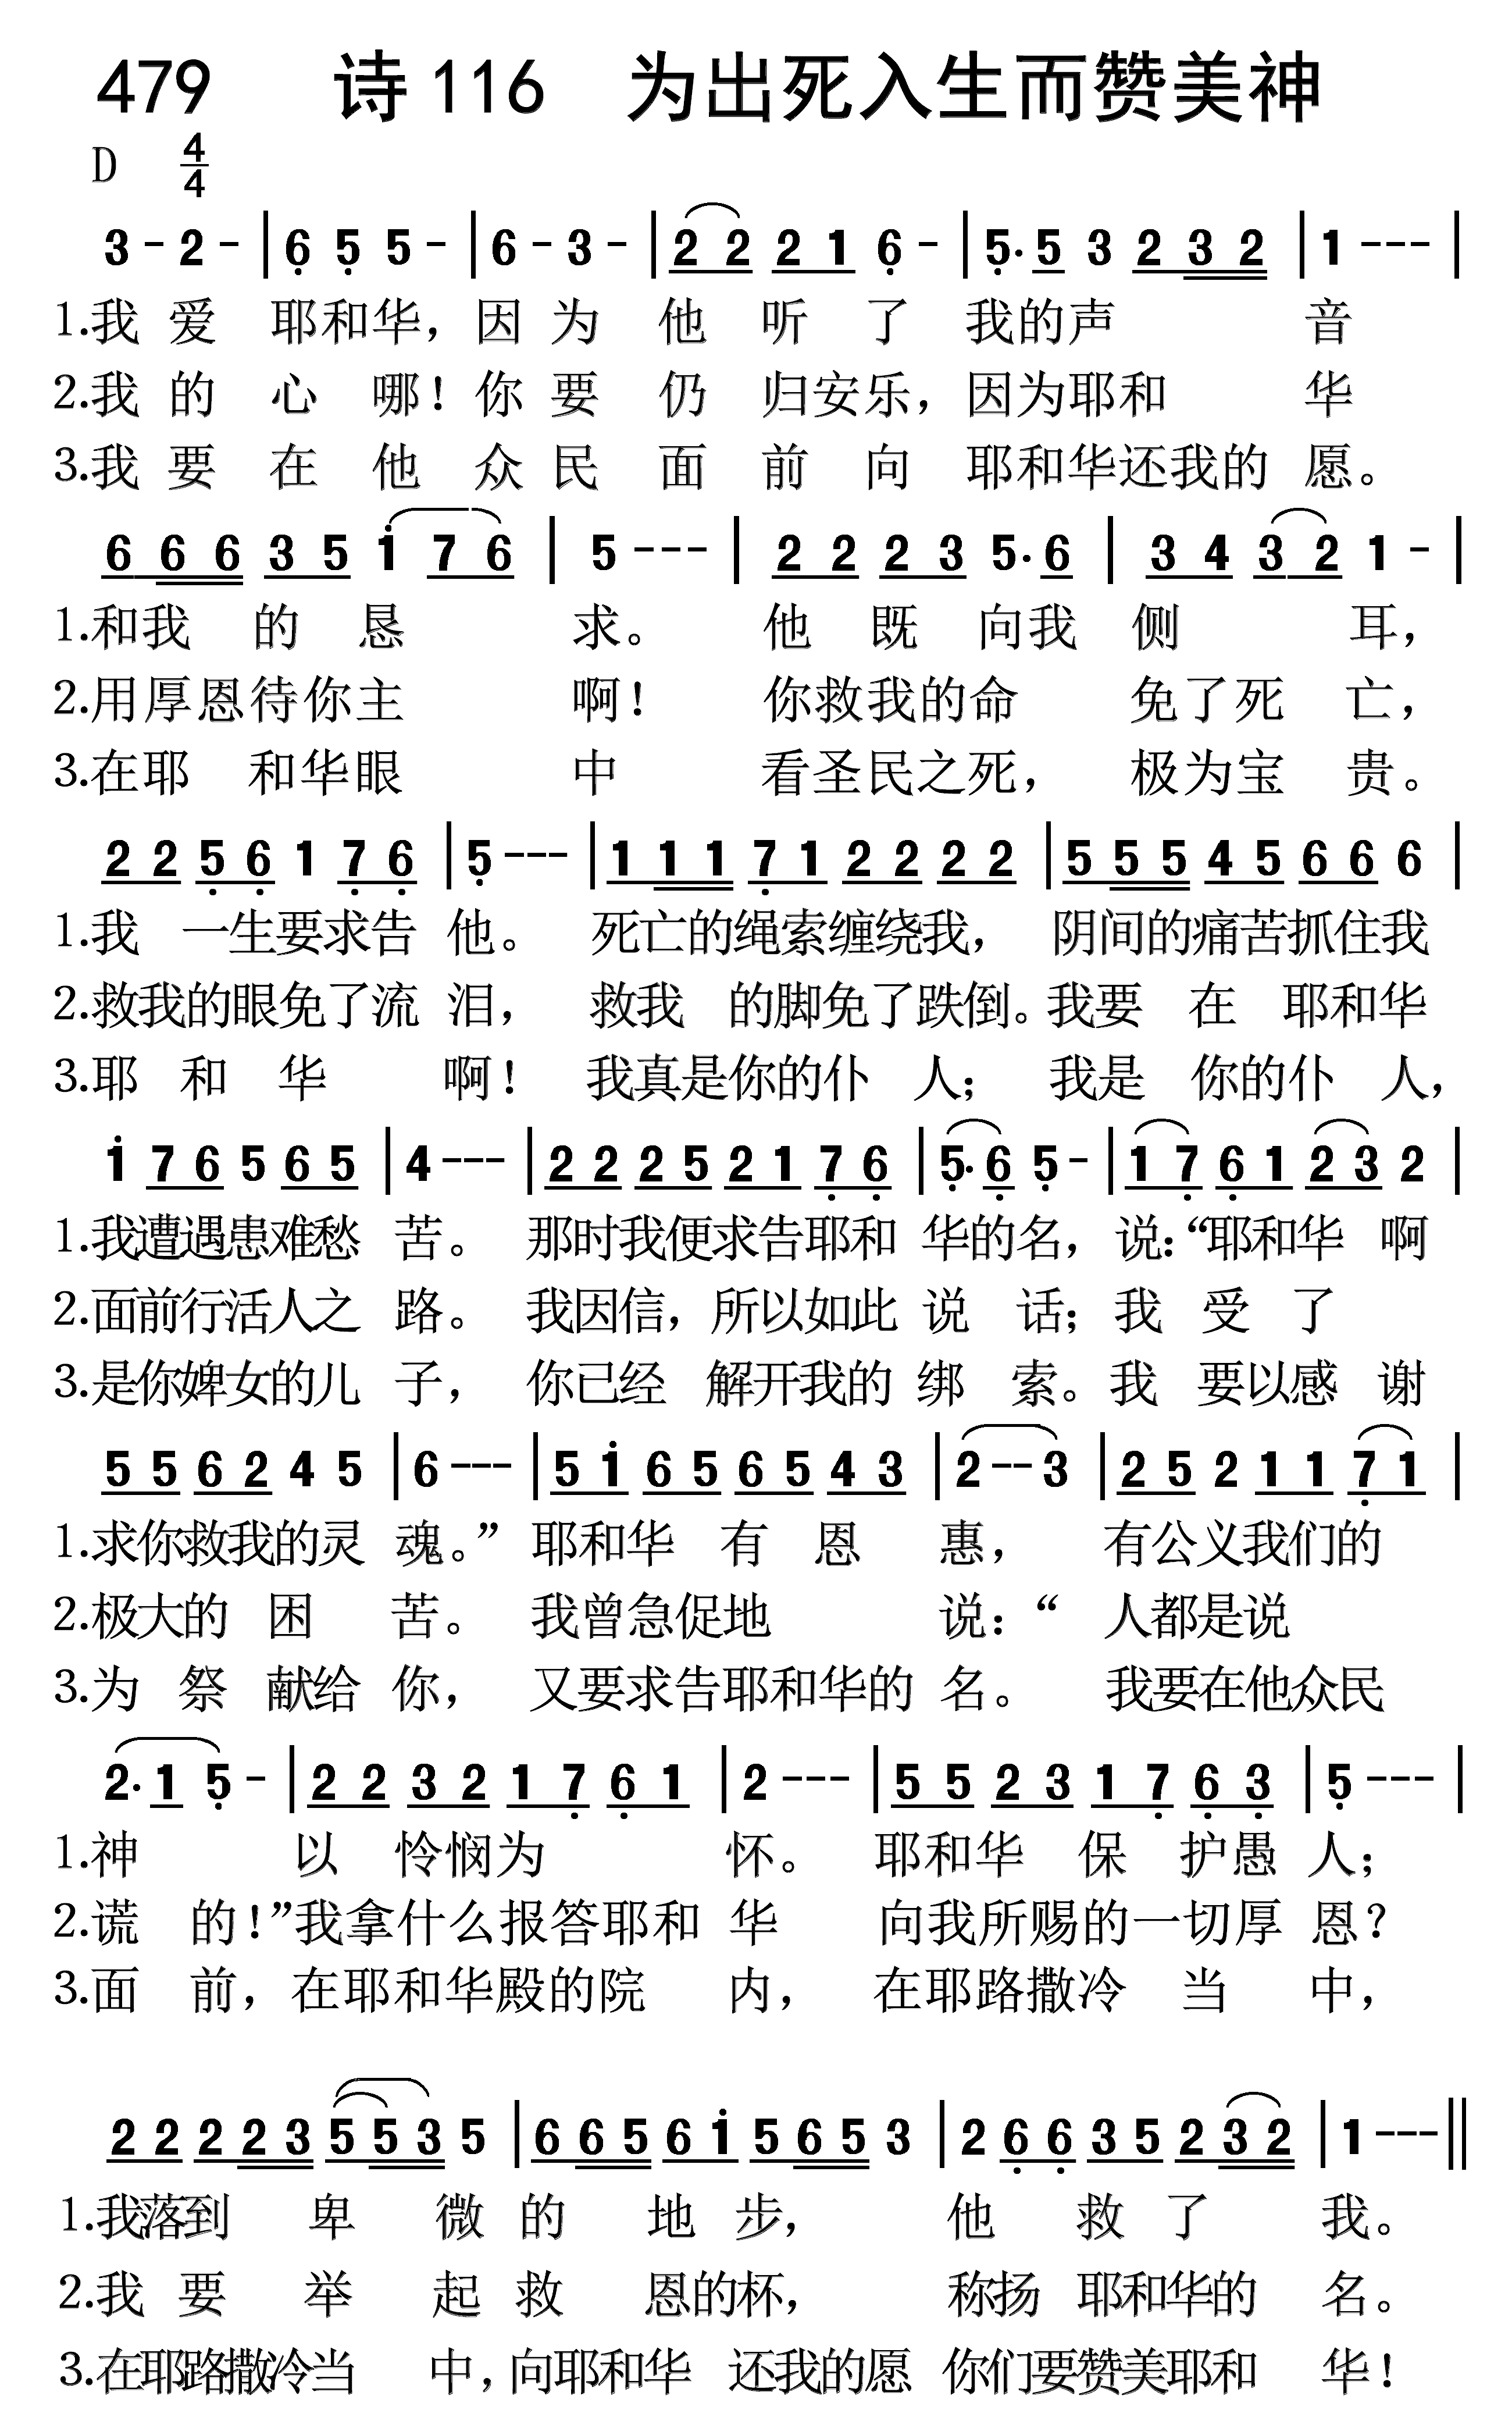 479 诗116 为出死入生而赞美神
D 4/4
3 - 2 - | 6̣ 5̣ 5 - | 6 - 3 - | 2 2 2 1 6̣ - | 5̣· 5 3 2 3 2 | 1 - - - |
1.我 爱 耶和华，因 为 他 听 了 我的声 音
2.我 的 心 哪！你 要 仍 归安乐，因为耶和 华
3.我 要 在 他 众 民 面 前 向 耶和华还我的 愿。
6 6 6 3 5 1̇ 7 6 | 5 - - - | 2 2 2 3 5· 6 | 3 4 3 2 1 - |
1.和我 的 恳 求。 他 既 向我 侧 耳，
2.用厚恩待你主 啊！ 你救我的命 免了死 亡，
3.在耶 和华眼 中 看圣民之死， 极为宝 贵。
2 2 5̣ 6̣ 1 7̣ 6̣ | 5̣ - - - | 1 1 1 7̣ 1 2 2 2 2 | 5 5 5 4 5 6 6 6 |
1.我 一生要求告 他。 死亡的绳索缠绕我， 阴间的痛苦抓住我
2.救我的眼免了流 泪， 救我 的脚免了跌倒。我要 在 耶和华
3.耶 和 华 啊！ 我真是你的仆 人； 我是 你的仆 人，
1̇ 7 6 5 6 5 | 4 - - - | 2 2 2 5 2 1 7̣ 6̣ | 5̣· 6̣ 5̣ - | 1 7̣ 6̣ 1 2 3 2 |
1.我遭遇患难愁 苦。 那时我便求告耶和 华的名， 说：“耶和华 啊
2.面前行活人之 路。 我因信，所以如此 说 话；我 受 了
3.是你婢女的儿 子， 你已经 解开我的 绑 索。我 要以感 谢
5 5 6 2 4 5 | 6 - - - | 5 1̇ 6 5 6 5 4 3 | 2 - - 3 | 2 5 2 1 1 7̣ 1 |
1.求你救我的灵 魂。” 耶和华 有 恩 惠， 有公义我们的
2.极大的 困 苦。 我曾急促地 说：“ 人都是说
3.为 祭 献给 你， 又要求告耶和华的 名。 我要在他众民
2· 1 5̣ - | 2 2 3 2 1 7̣ 6̣ 1 | 2 - - - | 5 5 2 3 1 7̣ 6̣ 3̣ | 5̣ - - - |
1.神 以 怜悯为 怀。 耶和华 保 护愚 人；
2.谎 的！”我拿什么报答耶和 华 向我所赐的一切厚 恩？
3.面 前，在耶和华殿的院 内， 在耶路撒冷 当 中，
2 2 2 2 3 5 5 3 5 | 6 6 5 6 1̇ 5 6 5 3 | 2 6̣ 6̣ 3 5 2 3 2 | 1 - - - ‖
1.我落到 卑 微 的 地 步， 他 救 了 我。
2.我 要 举 起 救 恩的杯， 称扬 耶和华的 名。
3.在耶路撒冷当 中，向耶和华 还我的愿 你们要赞美耶和 华！